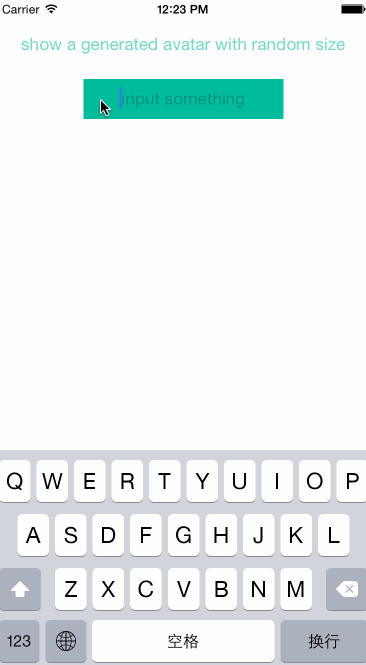 Carrier 12:23 PM
show a generated avatar with random size
input something
Q W E R T Y U I O P
A S D F G H J K L
Z X C V B N M
123 空格 换行